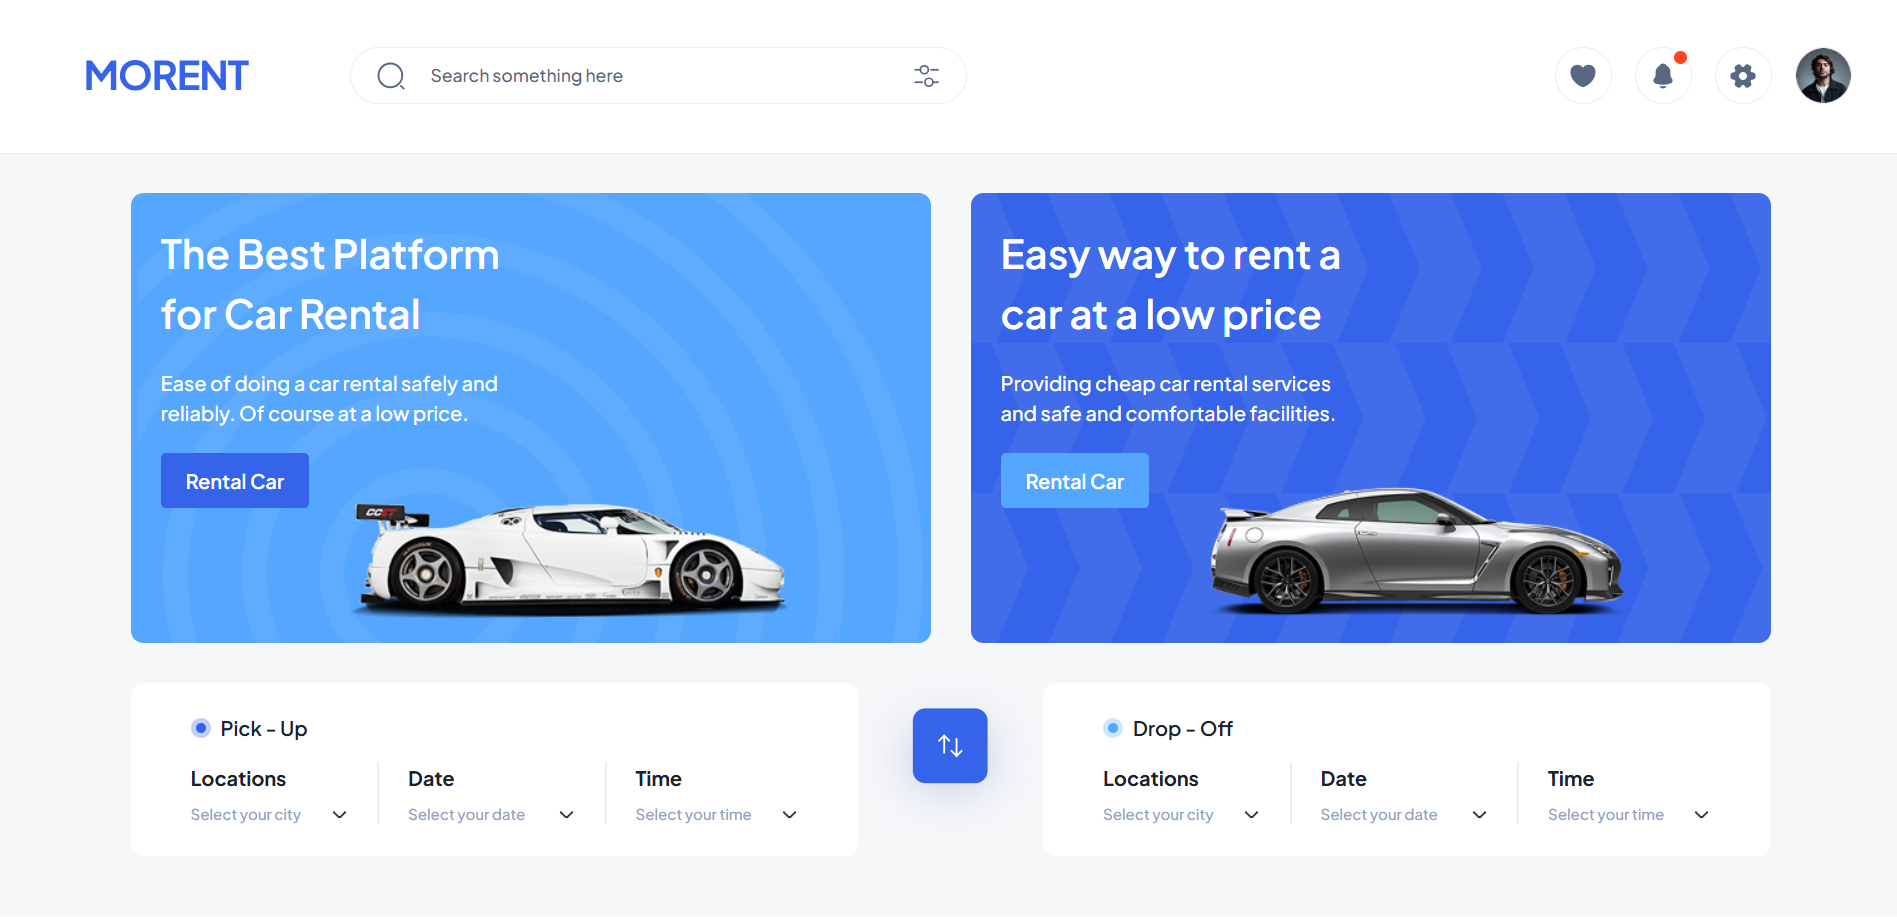 MORENT
Search something here
The Best Platform
for Car Rental
Ease of doing a car rental safely and
reliably. Of course at a low price.
Rental Car
CCGT
Easy way to rent a
car at a low price
Providing cheap car rental services
and safe and comfortable facilities.
Rental Car
Pick - Up
Locations
Select your city
Date
Select your date
Time
Select your time
Drop - Off
Locations
Select your city
Date
Select your date
Time
Select your time